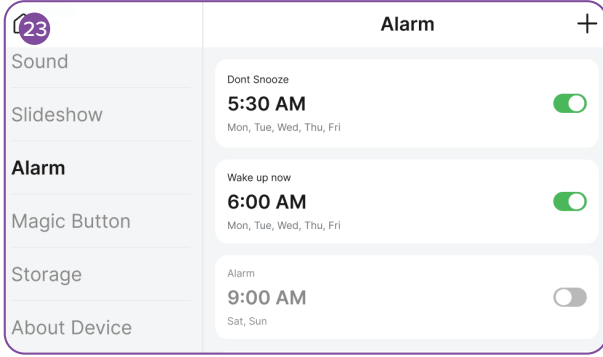 23
Alarm
+
Sound
Slideshow
Alarm
Magic Button
Storage
About Device
Dont Snooze
5:30 AM
Mon, Tue, Wed, Thu, Fri
Wake up now
6:00 AM
Mon, Tue, Wed, Thu, Fri
Alarm
9:00 AM
Sat, Sun